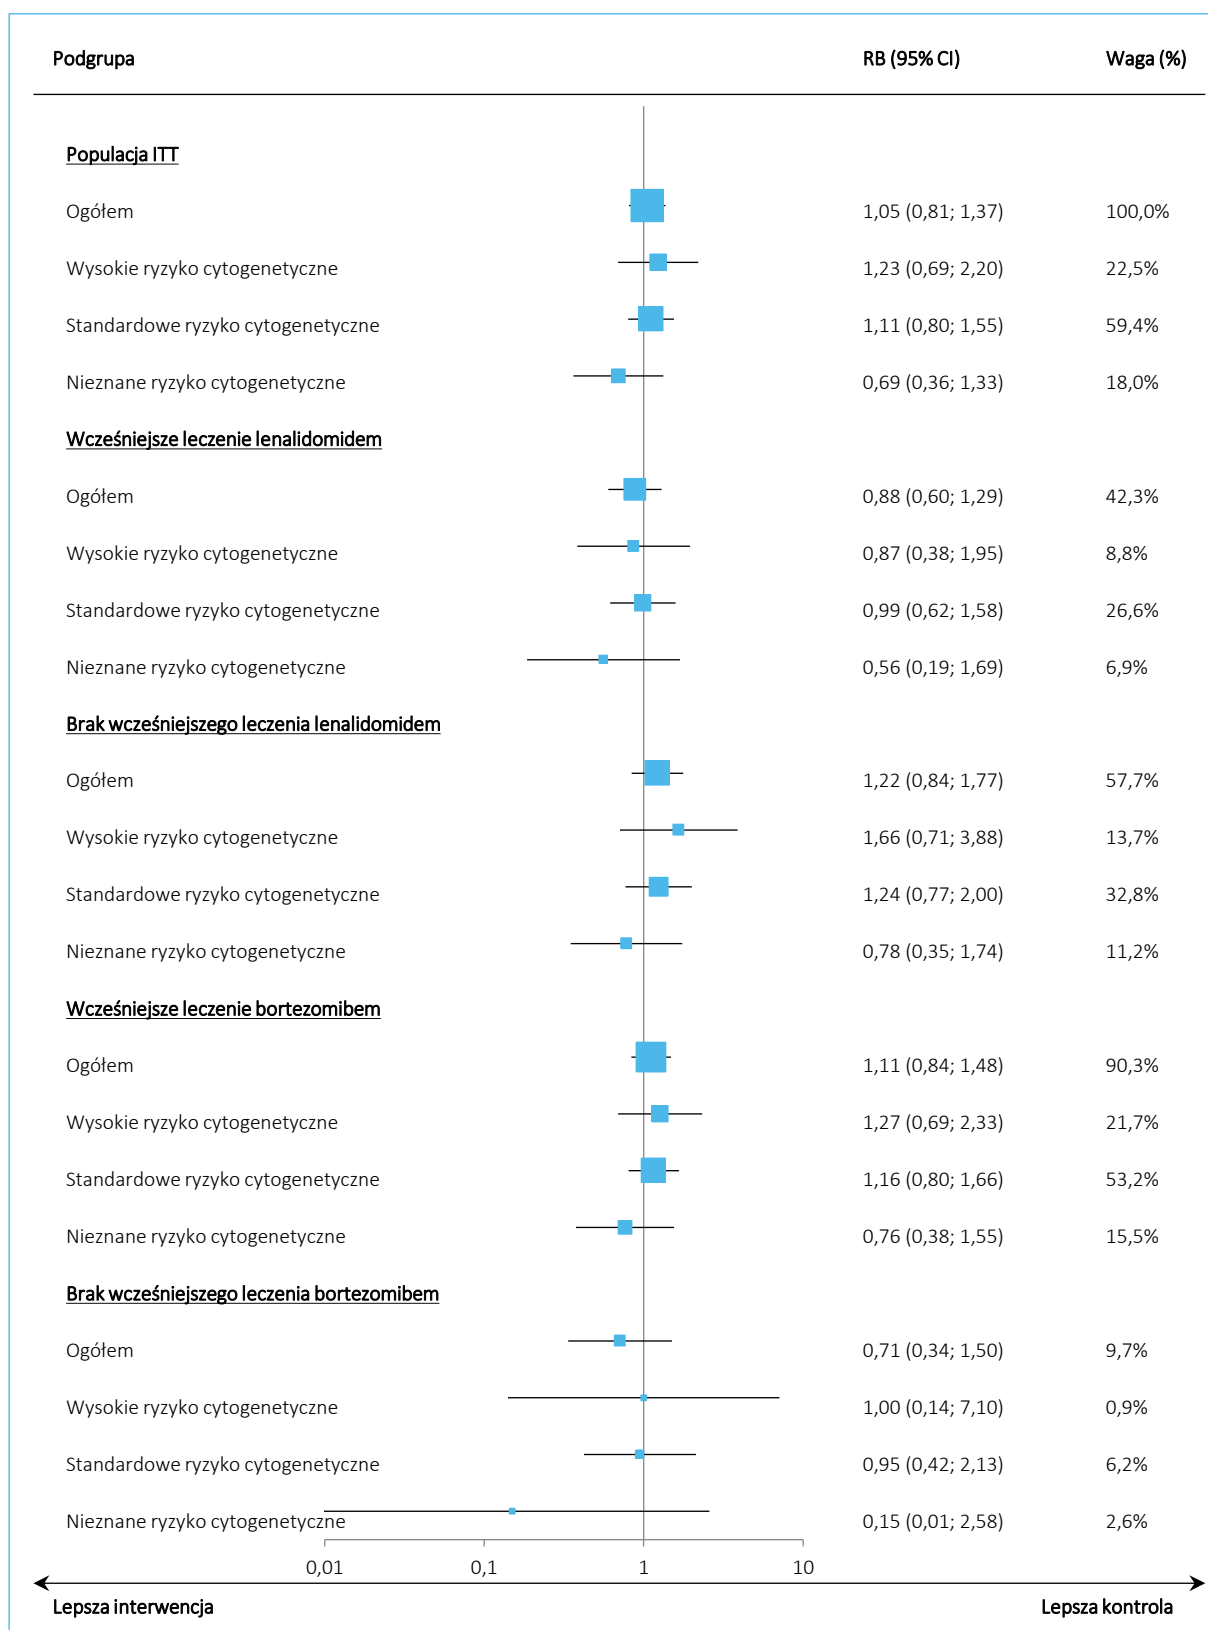 Podgrupa RB (95% CI) Waga (%)
Populacja ITT
Ogółem 1,05 (0,81; 1,37) 100,0%
Wysokie ryzyko cytogenetyczne 1,23 (0,69; 2,20) 22,5%
Standardowe ryzyko cytogenetyczne 1,11 (0,80; 1,55) 59,4%
Nieznane ryzyko cytogenetyczne 0,69 (0,36; 1,33) 18,0%
Wcześniejsze leczenie lenalidomidem
Ogółem 0,88 (0,60; 1,29) 42,3%
Wysokie ryzyko cytogenetyczne 0,87 (0,38; 1,95) 8,8%
Standardowe ryzyko cytogenetyczne 0,99 (0,62; 1,58) 26,6%
Nieznane ryzyko cytogenetyczne 0,56 (0,19; 1,69) 6,9%
Brak wcześniejszego leczenia lenalidomidem
Ogółem 1,22 (0,84; 1,77) 57,7%
Wysokie ryzyko cytogenetyczne 1,66 (0,71; 3,88) 13,7%
Standardowe ryzyko cytogenetyczne 1,24 (0,77; 2,00) 32,8%
Nieznane ryzyko cytogenetyczne 0,78 (0,35; 1,74) 11,2%
Wcześniejsze leczenie bortezomibem
Ogółem 1,11 (0,84; 1,48) 90,3%
Wysokie ryzyko cytogenetyczne 1,27 (0,69; 2,33) 21,7%
Standardowe ryzyko cytogenetyczne 1,16 (0,80; 1,66) 53,2%
Nieznane ryzyko cytogenetyczne 0,76 (0,38; 1,55) 15,5%
Brak wcześniejszego leczenia bortezomibem
Ogółem 0,71 (0,34; 1,50) 9,7%
Wysokie ryzyko cytogenetyczne 1,00 (0,14; 7,10) 0,9%
Standardowe ryzyko cytogenetyczne 0,95 (0,42; 2,13) 6,2%
Nieznane ryzyko cytogenetyczne 0,15 (0,01; 2,58) 2,6%
0,01 0,1 1 10
Lepsza interwencja Lepsza kontrola